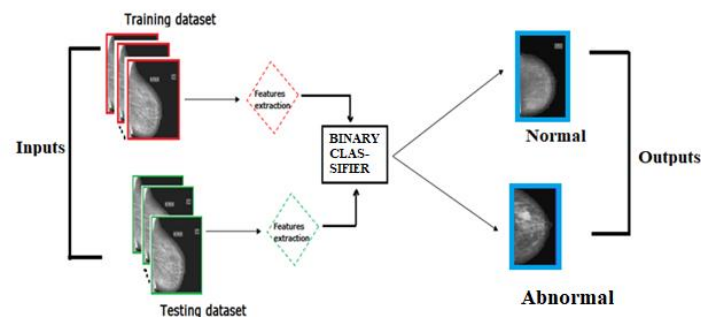 Training dataset
Features
extraction
Inputs
BINARY
CLAS-
SIFIER
Normal
Outputs
Features
extraction
Testing dataset
Abnormal